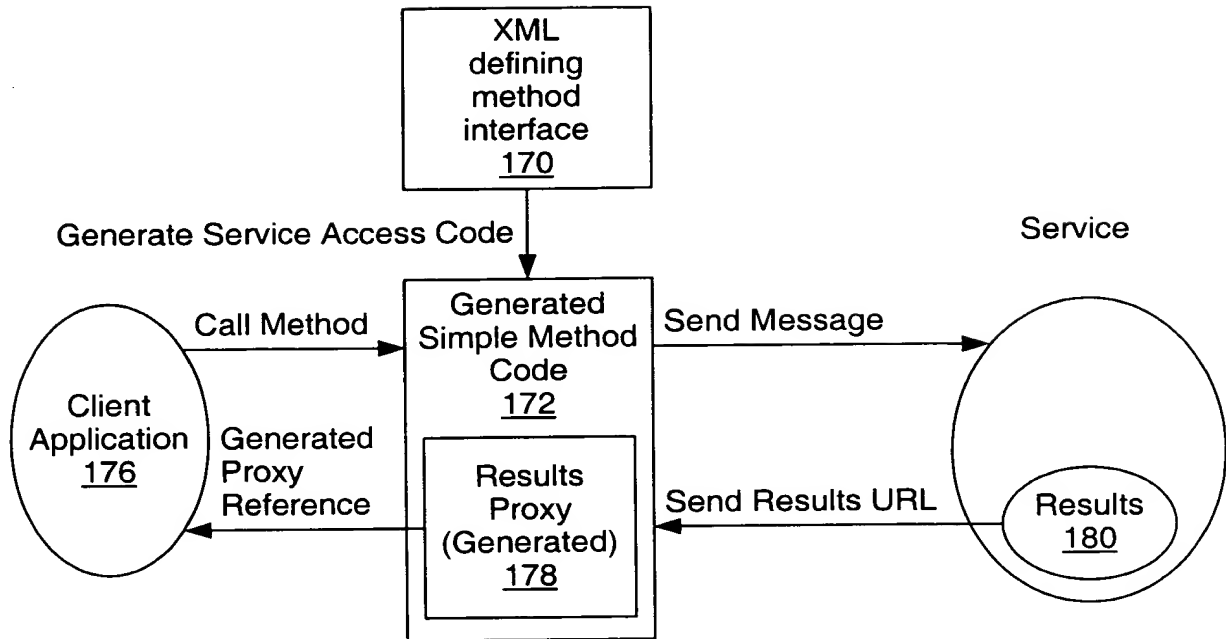 XML
defining
method
interface
170
Generate Service Access Code
Service
Call Method
Generated
Simple Method
Code
172
Send Message
Client
Application
176
Generated
Proxy
Reference
Results
Proxy
(Generated)
178
Send Results URL
Results
180